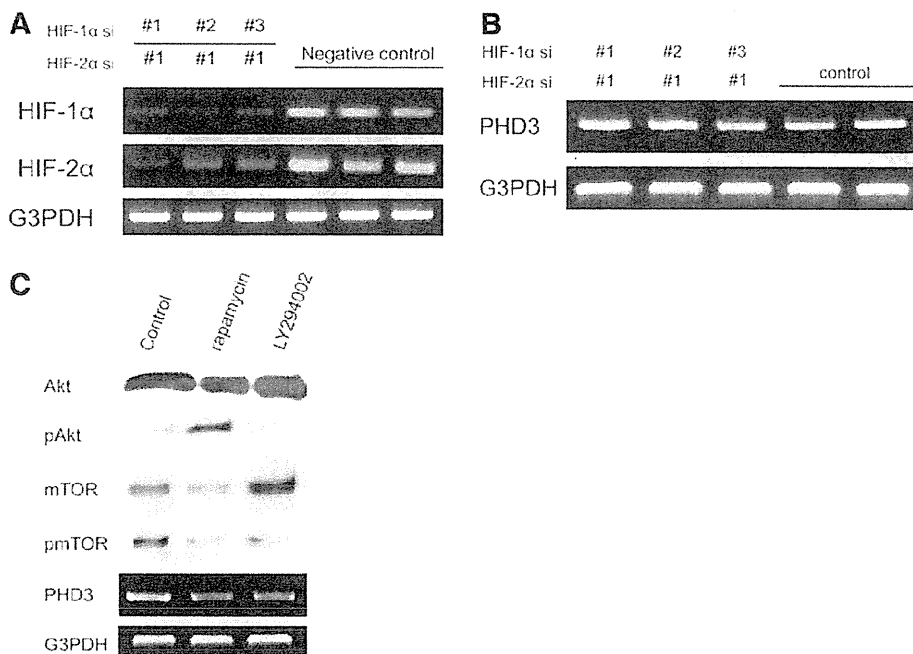 A
HIF-1α si #1 #2 #3
HIF-2α si #1 #1 #1 Negative control
HIF-1α
HIF-2α
G3PDH
B
HIF-1α si #1 #2 #3
HIF-2α si #1 #1 #1 control
PHD3
G3PDH
C
Control rapamycin LY294002
Akt
pAkt
mTOR
pmTOR
PHD3
G3PDH